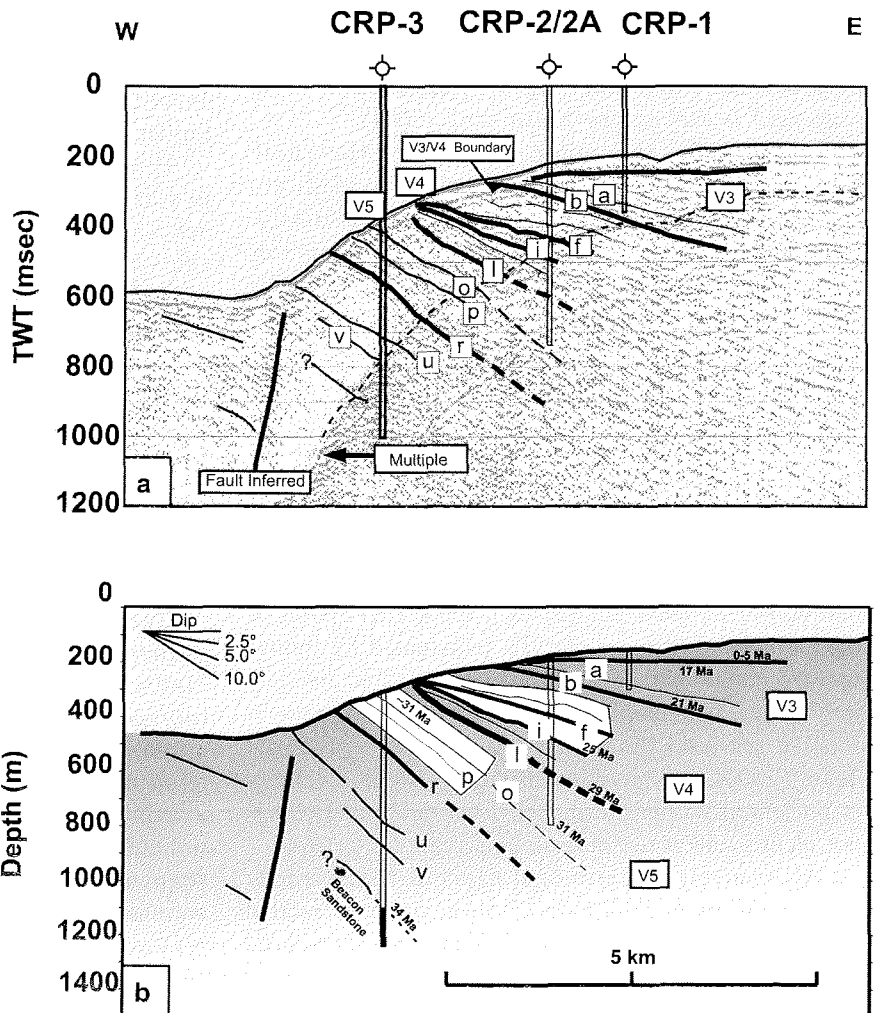 W
CRP-3
CRP-2/2A
CRP-1
E
0
200
400
600
800
1000
1200
TWT (msec)
V3/V4 Boundary
V4
V5
b
a
V3
i
f
l
o
p
r
v
u
?
Multiple
Fault Inferred
a
0
200
400
600
800
1000
1200
1400
Depth (m)
Dip
2.5°
5.0°
10.0°
a
0-5 Ma
17 Ma
b
21 Ma
V3
~31 Ma
f
i
25 Ma
l
p
r
o
29 Ma
V4
31 Ma
u
v
V5
?
Beacon
Sandstone
34 Ma
5 km
b